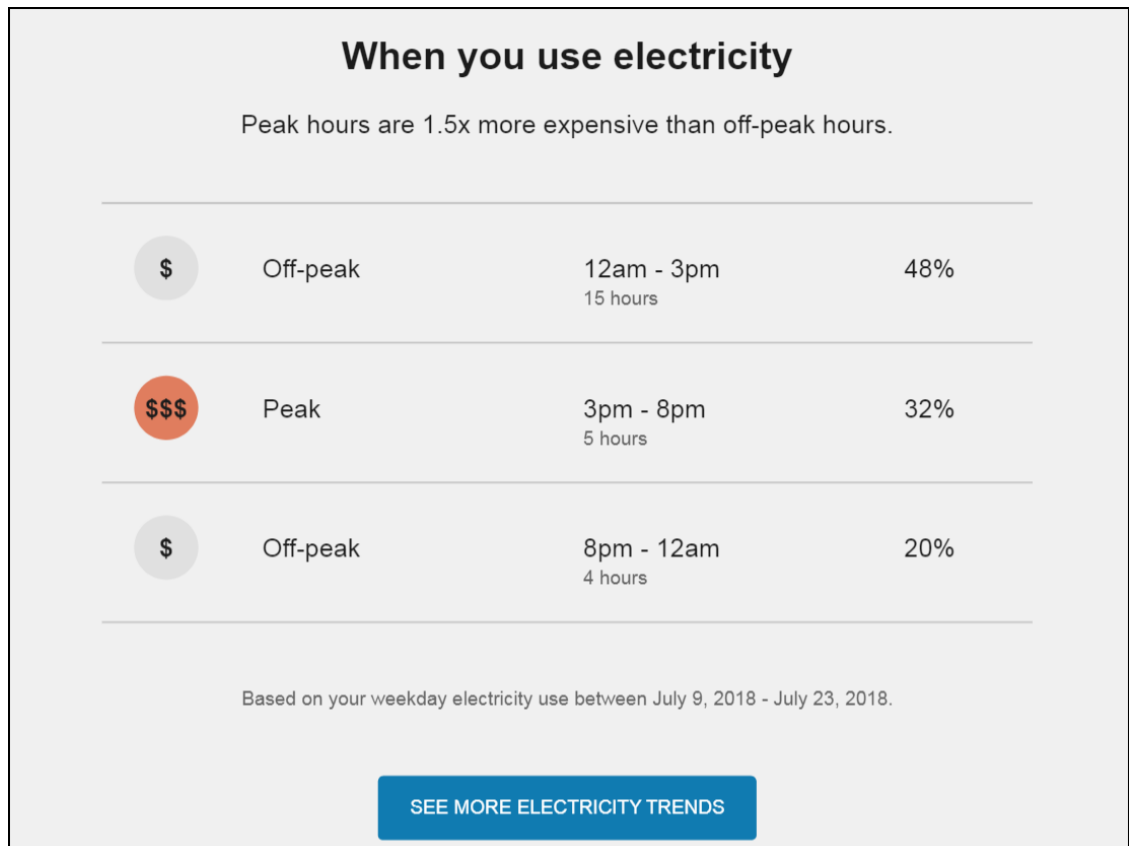 When you use electricity
Peak hours are 1.5x more expensive than off-peak hours.
$ Off-peak 12am - 3pm 48%
15 hours
$$$ Peak 3pm - 8pm 32%
5 hours
$ Off-peak 8pm - 12am 20%
4 hours
Based on your weekday electricity use between July 9, 2018 - July 23, 2018.
SEE MORE ELECTRICITY TRENDS